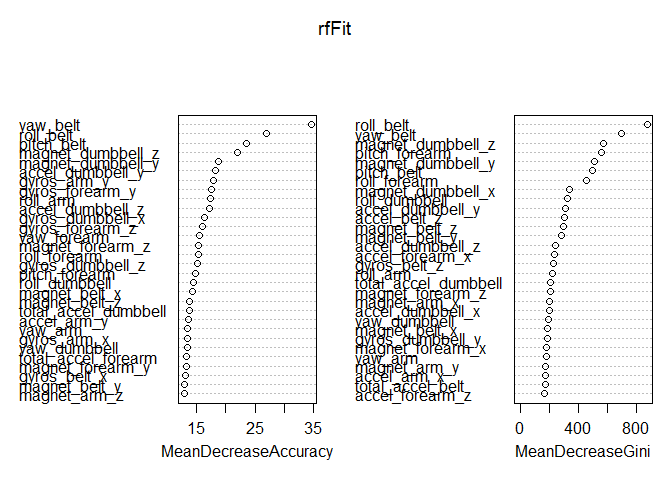 rfFit
yaw_belt
roll_belt
pitch_belt
magnet_dumbbell_z
magnet_dumbbell_y
accel_dumbbell_y
gyros_arm_y
gyros_forearm_y
roll_arm
accel_dumbbell_z
gyros_dumbbell_x
gyros_forearm_z
yaw_forearm
magnet_forearm_z
roll_forearm
gyros_dumbbell_z
pitch_forearm
roll_dumbbell
magnet_belt_x
magnet_belt_z
total_accel_dumbbell
accel_arm_y
yaw_arm
gyros_arm_x
yaw_dumbbell
total_accel_forearm
magnet_forearm_y
gyros_belt_x
magnet_belt_y
magnet_arm_z
15 25 35
MeanDecreaseAccuracy
roll_belt
yaw_belt
magnet_dumbbell_z
pitch_forearm
magnet_dumbbell_y
pitch_belt
roll_forearm
magnet_dumbbell_x
roll_dumbbell
accel_dumbbell_y
accel_belt_z
magnet_belt_z
magnet_belt_y
accel_dumbbell_z
accel_forearm_x
gyros_belt_z
roll_arm
total_accel_dumbbell
magnet_forearm_z
magnet_arm_x
accel_dumbbell_x
yaw_dumbbell
magnet_belt_x
gyros_dumbbell_y
magnet_forearm_x
yaw_arm
magnet_arm_y
accel_arm_x
total_accel_belt
accel_forearm_z
0 400 800
MeanDecreaseGini